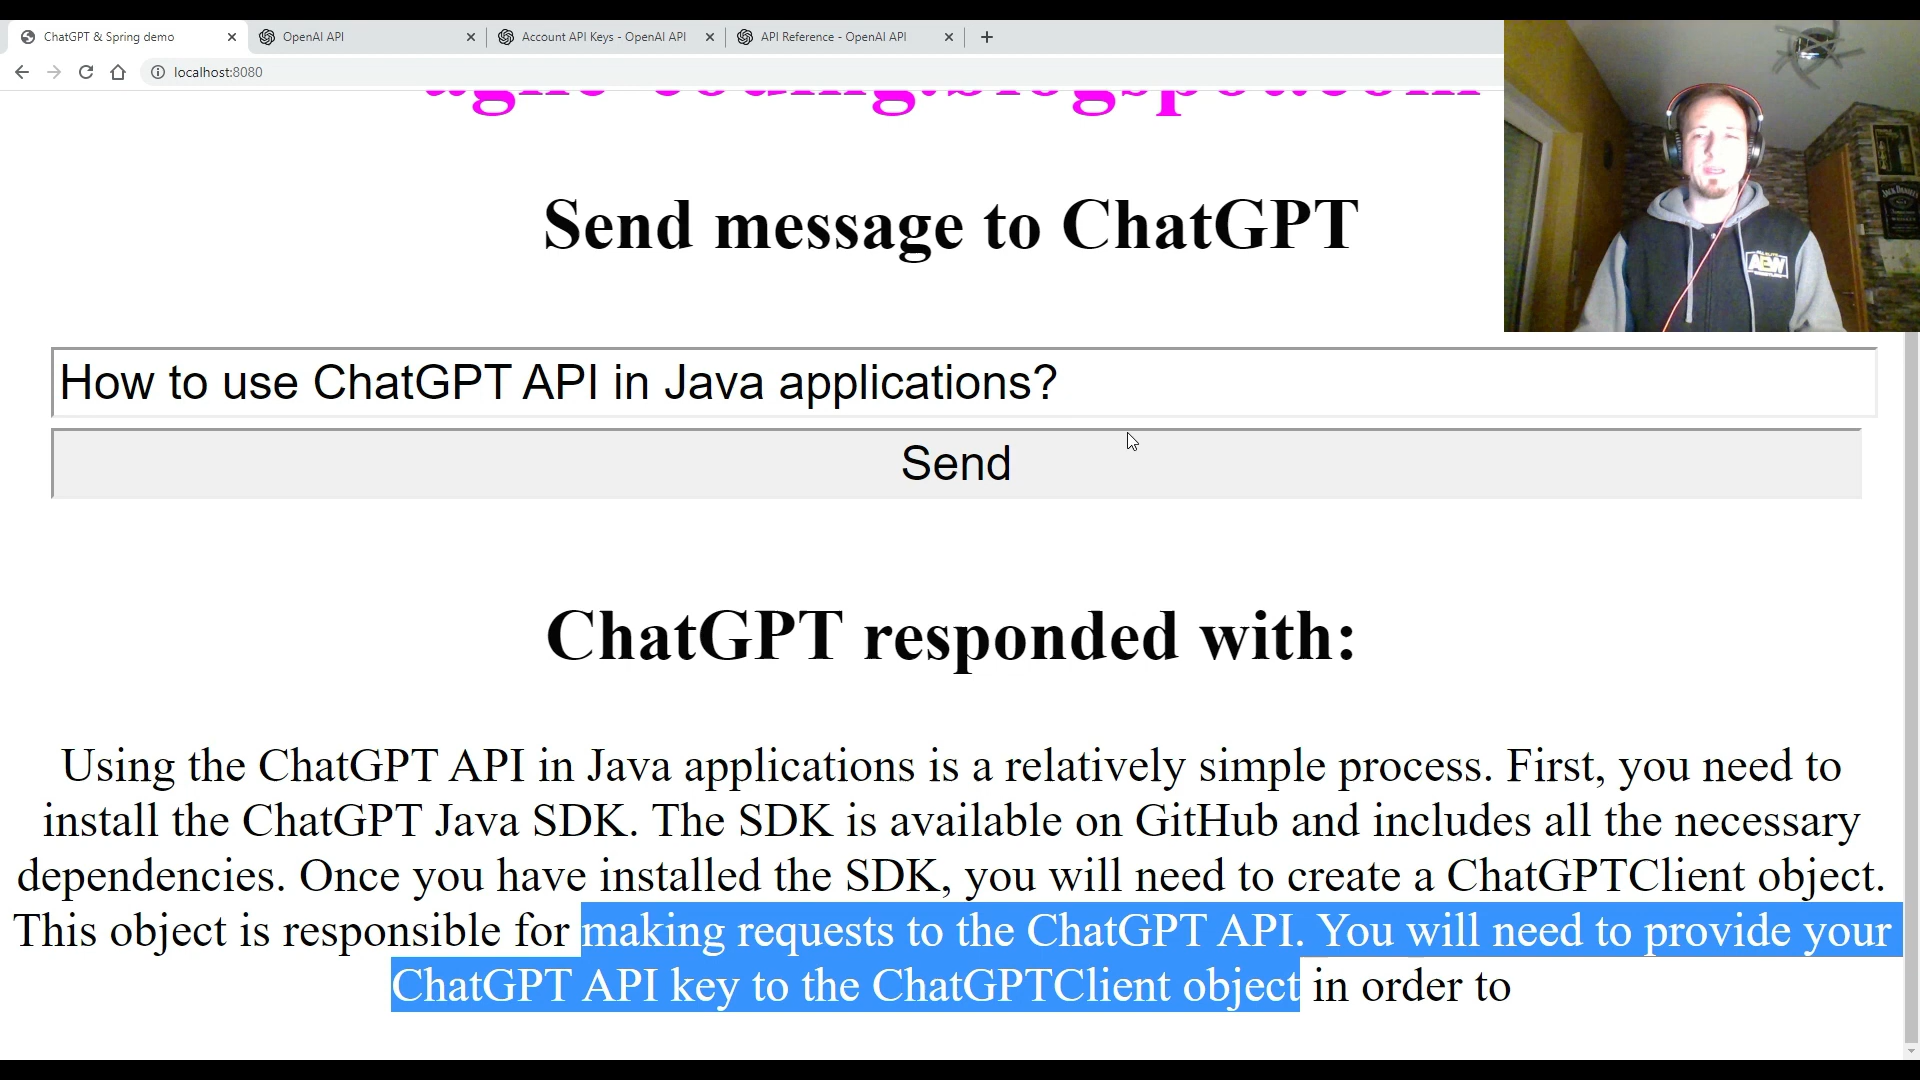 ChatGPT & Spring demo
OpenAI API
Account API Keys - OpenAI API
API Reference - OpenAI API
localhost:8080
Send message to ChatGPT
How to use ChatGPT API in Java applications?
Send
ChatGPT responded with:
Using the ChatGPT API in Java applications is a relatively simple process. First, you need to
install the ChatGPT Java SDK. The SDK is available on GitHub and includes all the necessary
dependencies. Once you have installed the SDK, you will need to create a ChatGPTClient object.
This object is responsible for making requests to the ChatGPT API. You will need to provide your
ChatGPT API key to the ChatGPTClient object in order to
AEW
JACK DANIEL'S